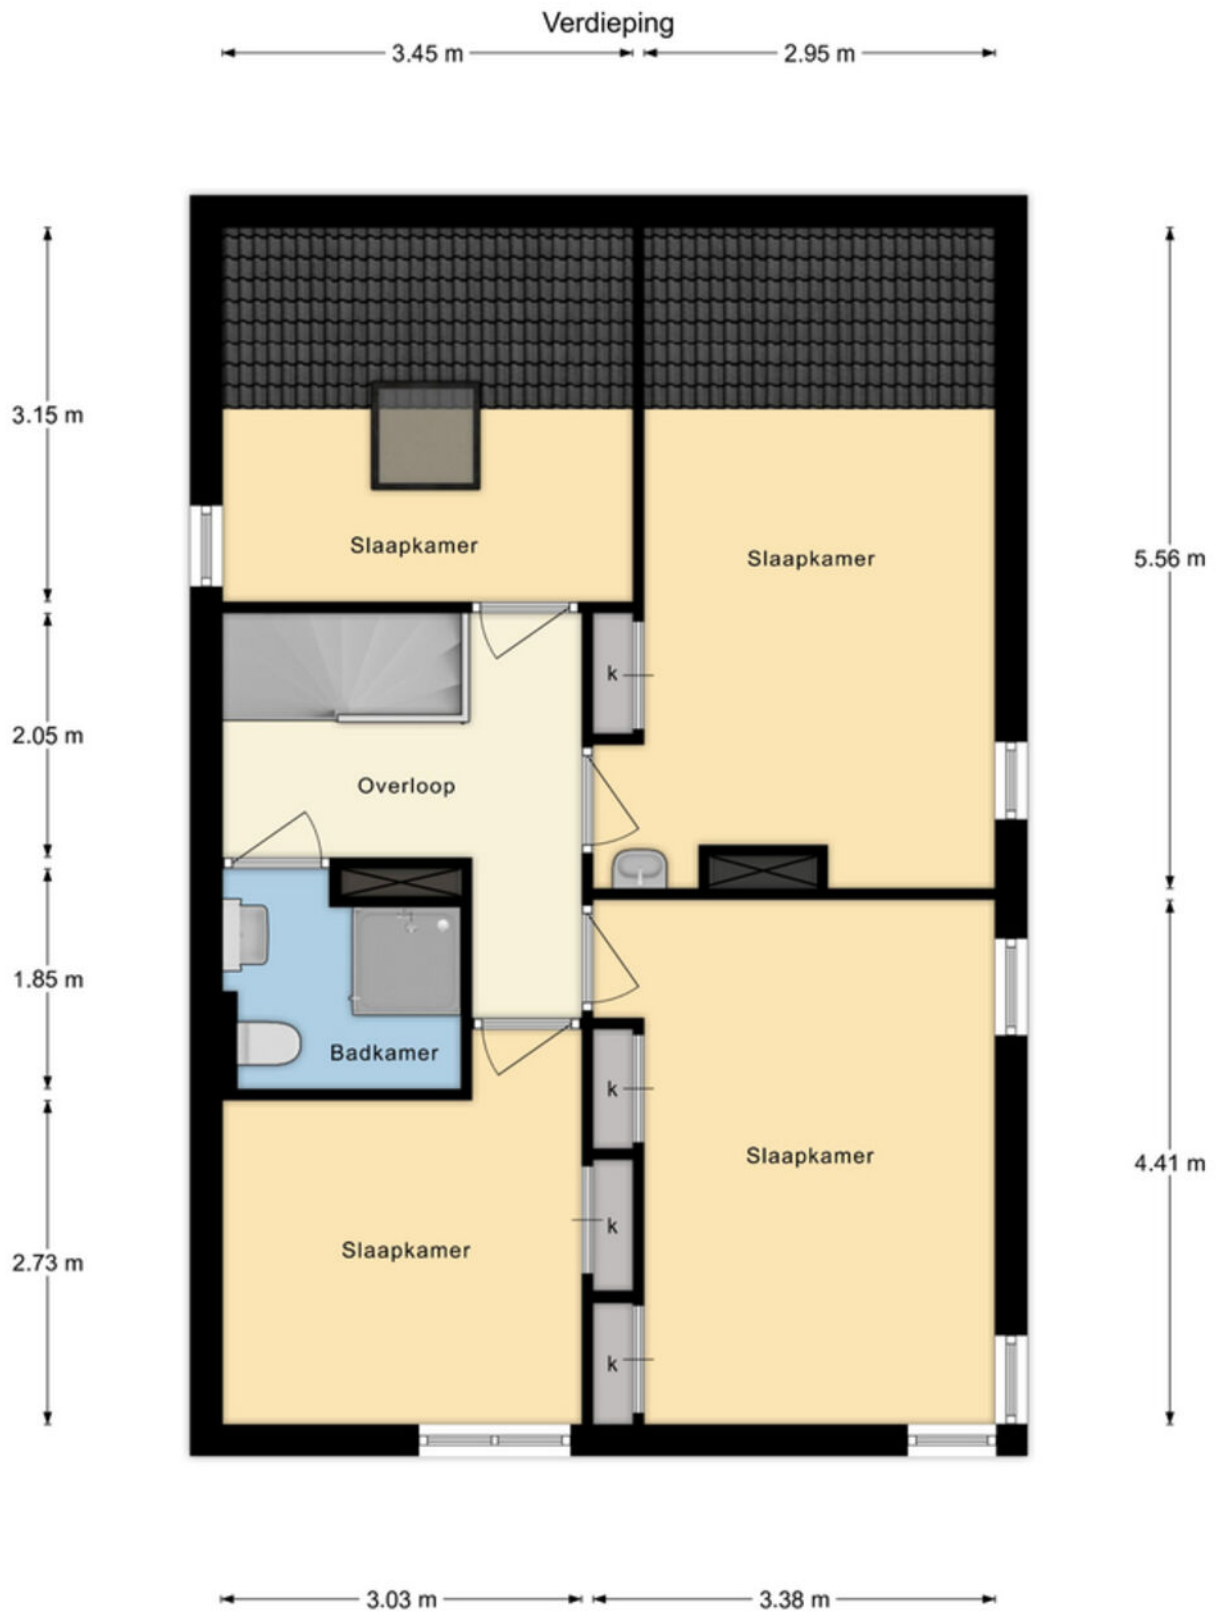 Verdieping
3.45 m
2.95 m
3.15 m
Slaapkamer
Slaapkamer
5.56 m
k
2.05 m
Overloop
1.85 m
Badkamer
k
Slaapkamer
4.41 m
k
Slaapkamer
2.73 m
k
3.03 m
3.38 m